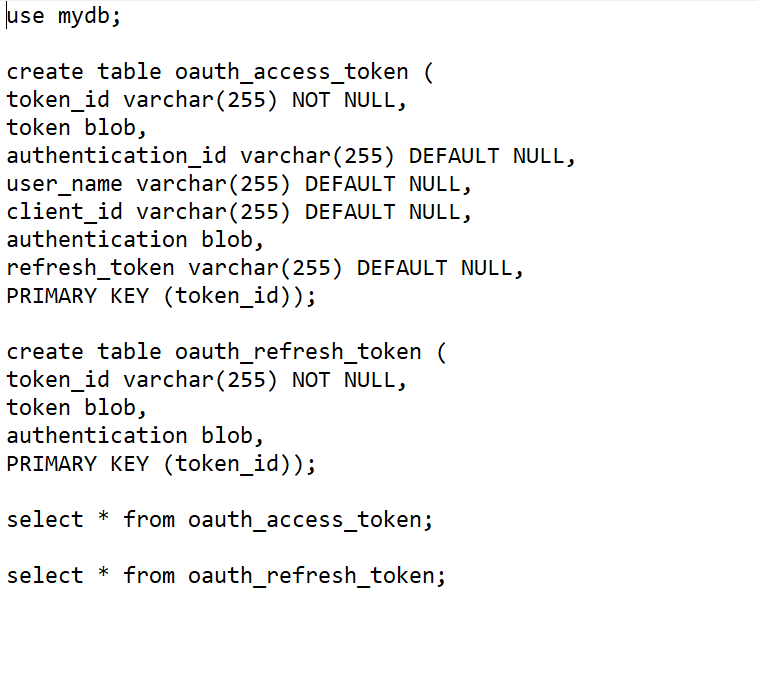 use mydb;
create table oauth_access_token (
token_id varchar(255) NOT NULL,
token blob,
authentication_id varchar(255) DEFAULT NULL,
user_name varchar(255) DEFAULT NULL,
client_id varchar(255) DEFAULT NULL,
authentication blob,
refresh_token varchar(255) DEFAULT NULL,
PRIMARY KEY (token_id));
create table oauth_refresh_token (
token_id varchar(255) NOT NULL,
token blob,
authentication blob,
PRIMARY KEY (token_id));
select * from oauth_access_token;
select * from oauth_refresh_token;